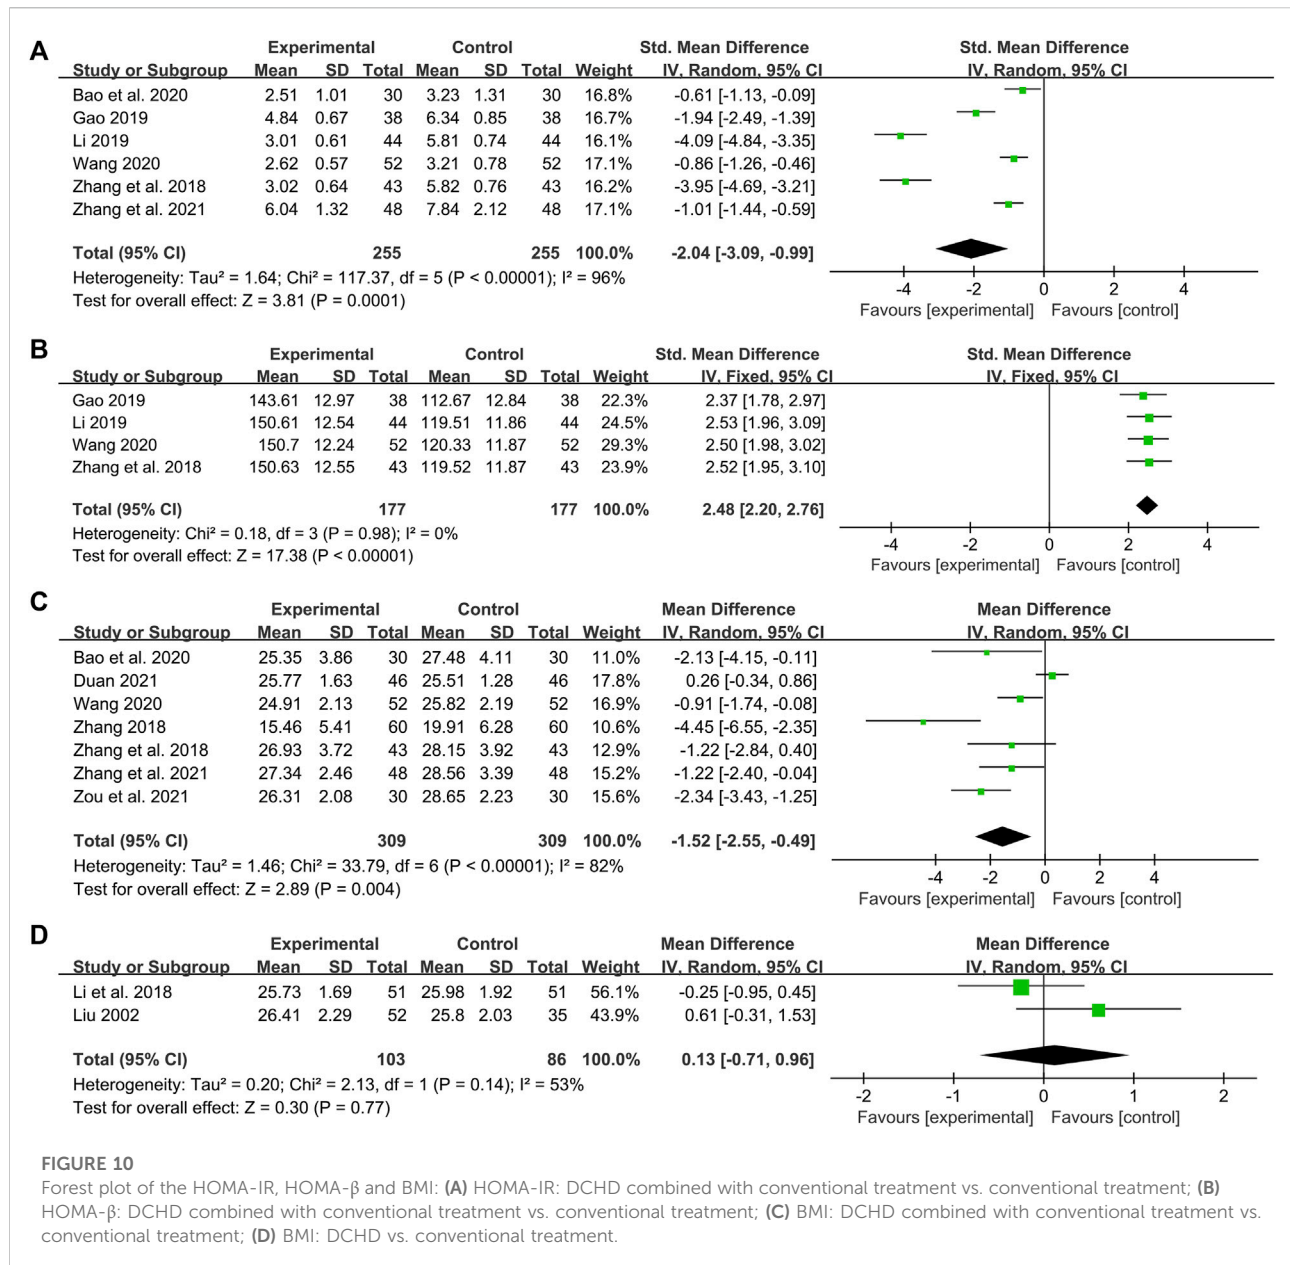 A
Experimental Control Std. Mean Difference Std. Mean Difference
Study or Subgroup Mean SD Total Mean SD Total Weight IV, Random, 95% CI IV, Random, 95% CI
Bao et al. 2020 2.51 1.01 30 3.23 1.31 30 16.8% -0.61 [-1.13, -0.09]
Gao 2019 4.84 0.67 38 6.34 0.85 38 16.7% -1.94 [-2.49, -1.39]
Li 2019 3.01 0.61 44 5.81 0.74 44 16.1% -4.09 [-4.84, -3.35]
Wang 2020 2.62 0.57 52 3.21 0.78 52 17.1% -0.86 [-1.26, -0.46]
Zhang et al. 2018 3.02 0.64 43 5.82 0.76 43 16.2% -3.95 [-4.69, -3.21]
Zhang et al. 2021 6.04 1.32 48 7.84 2.12 48 17.1% -1.01 [-1.44, -0.59]
Total (95% CI) 255 255 100.0% -2.04 [-3.09, -0.99]
Heterogeneity: Tau² = 1.64; Chi² = 117.37, df = 5 (P < 0.00001); I² = 96%
Test for overall effect: Z = 3.81 (P = 0.0001)
-4 -2 0 2 4
Favours [experimental] Favours [control]
B
Experimental Control Std. Mean Difference Std. Mean Difference
Study or Subgroup Mean SD Total Mean SD Total Weight IV, Fixed, 95% CI IV, Fixed, 95% CI
Gao 2019 143.61 12.97 38 112.67 12.84 38 22.3% 2.37 [1.78, 2.97]
Li 2019 150.61 12.54 44 119.51 11.86 44 24.5% 2.53 [1.96, 3.09]
Wang 2020 150.7 12.24 52 120.33 11.87 52 29.3% 2.50 [1.98, 3.02]
Zhang et al. 2018 150.63 12.55 43 119.52 11.87 43 23.9% 2.52 [1.95, 3.10]
Total (95% CI) 177 177 100.0% 2.48 [2.20, 2.76]
Heterogeneity: Chi² = 0.18, df = 3 (P = 0.98); I² = 0%
Test for overall effect: Z = 17.38 (P < 0.00001)
-4 -2 0 2 4
Favours [experimental] Favours [control]
C
Experimental Control Mean Difference Mean Difference
Study or Subgroup Mean SD Total Mean SD Total Weight IV, Random, 95% CI IV, Random, 95% CI
Bao et al. 2020 25.35 3.86 30 27.48 4.11 30 11.0% -2.13 [-4.15, -0.11]
Duan 2021 25.77 1.63 46 25.51 1.28 46 17.8% 0.26 [-0.34, 0.86]
Wang 2020 24.91 2.13 52 25.82 2.19 52 16.9% -0.91 [-1.74, -0.08]
Zhang 2018 15.46 5.41 60 19.91 6.28 60 10.6% -4.45 [-6.55, -2.35]
Zhang et al. 2018 26.93 3.72 43 28.15 3.92 43 12.9% -1.22 [-2.84, 0.40]
Zhang et al. 2021 27.34 2.46 48 28.56 3.39 48 15.2% -1.22 [-2.40, -0.04]
Zou et al. 2021 26.31 2.08 30 28.65 2.23 30 15.6% -2.34 [-3.43, -1.25]
Total (95% CI) 309 309 100.0% -1.52 [-2.55, -0.49]
Heterogeneity: Tau² = 1.46; Chi² = 33.79, df = 6 (P < 0.00001); I² = 82%
Test for overall effect: Z = 2.89 (P = 0.004)
-4 -2 0 2 4
Favours [experimental] Favours [control]
D
Experimental Control Mean Difference Mean Difference
Study or Subgroup Mean SD Total Mean SD Total Weight IV, Random, 95% CI IV, Random, 95% CI
Li et al. 2018 25.73 1.69 51 25.98 1.92 51 56.1% -0.25 [-0.95, 0.45]
Liu 2002 26.41 2.29 52 25.8 2.03 35 43.9% 0.61 [-0.31, 1.53]
Total (95% CI) 103 86 100.0% 0.13 [-0.71, 0.96]
Heterogeneity: Tau² = 0.20; Chi² = 2.13, df = 1 (P = 0.14); I² = 53%
Test for overall effect: Z = 0.30 (P = 0.77)
-2 -1 0 1 2
Favours [experimental] Favours [control]
FIGURE 10
Forest plot of the HOMA-IR, HOMA-β and BMI: (A) HOMA-IR: DCHD combined with conventional treatment vs. conventional treatment; (B)
HOMA-β: DCHD combined with conventional treatment vs. conventional treatment; (C) BMI: DCHD combined with conventional treatment vs.
conventional treatment; (D) BMI: DCHD vs. conventional treatment.